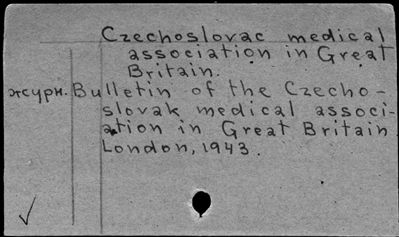 Czechoslovac medical
association in Great
Britain.
журн. Bulletin of the Czecho-
slovak medical associ-
ation in Great Britain
London, 1943.